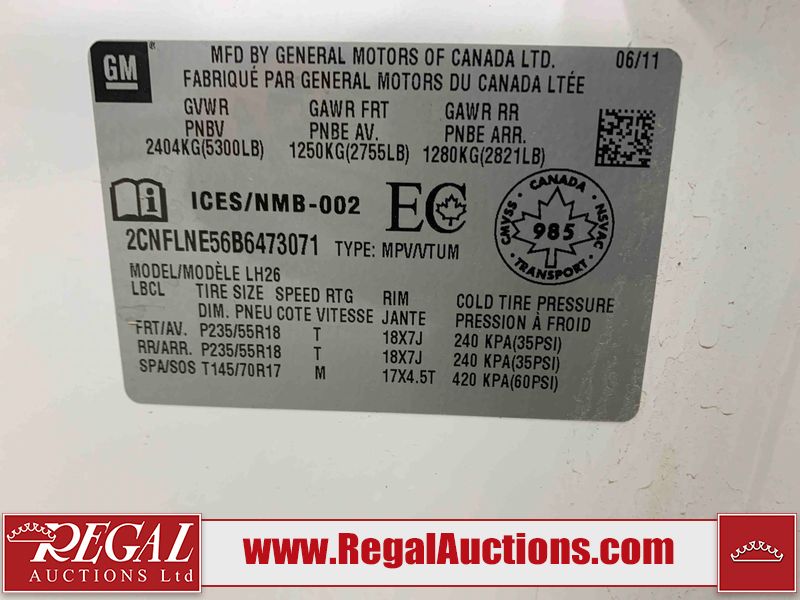 GM
MFD BY GENERAL MOTORS OF CANADA LTD. 06/11
FABRIQUÉ PAR GENERAL MOTORS DU CANADA LTÉE
GVWR GAWR FRT GAWR RR
PNBV PNBE AV. PNBE ARR.
2404KG(5300LB) 1250KG(2755LB) 1280KG(2821LB)
ICES/NMB-002 EC
CANADA
CMVSS 985 NSVAC
TRANSPORT
2CNFLNE56B6473071 TYPE: MPV/VTUM
MODEL/MODÈLE LH26
LBCL TIRE SIZE SPEED RTG RIM COLD TIRE PRESSURE
DIM. PNEU COTE VITESSE JANTE PRESSION À FROID
FRT/AV. P235/55R18 T 18X7J 240 KPA(35PSI)
RR/ARR. P235/55R18 T 18X7J 240 KPA(35PSI)
SPA/SOS T145/70R17 M 17X4.5T 420 KPA(60PSI)
REGAL
AUCTIONS Ltd
www.RegalAuctions.com